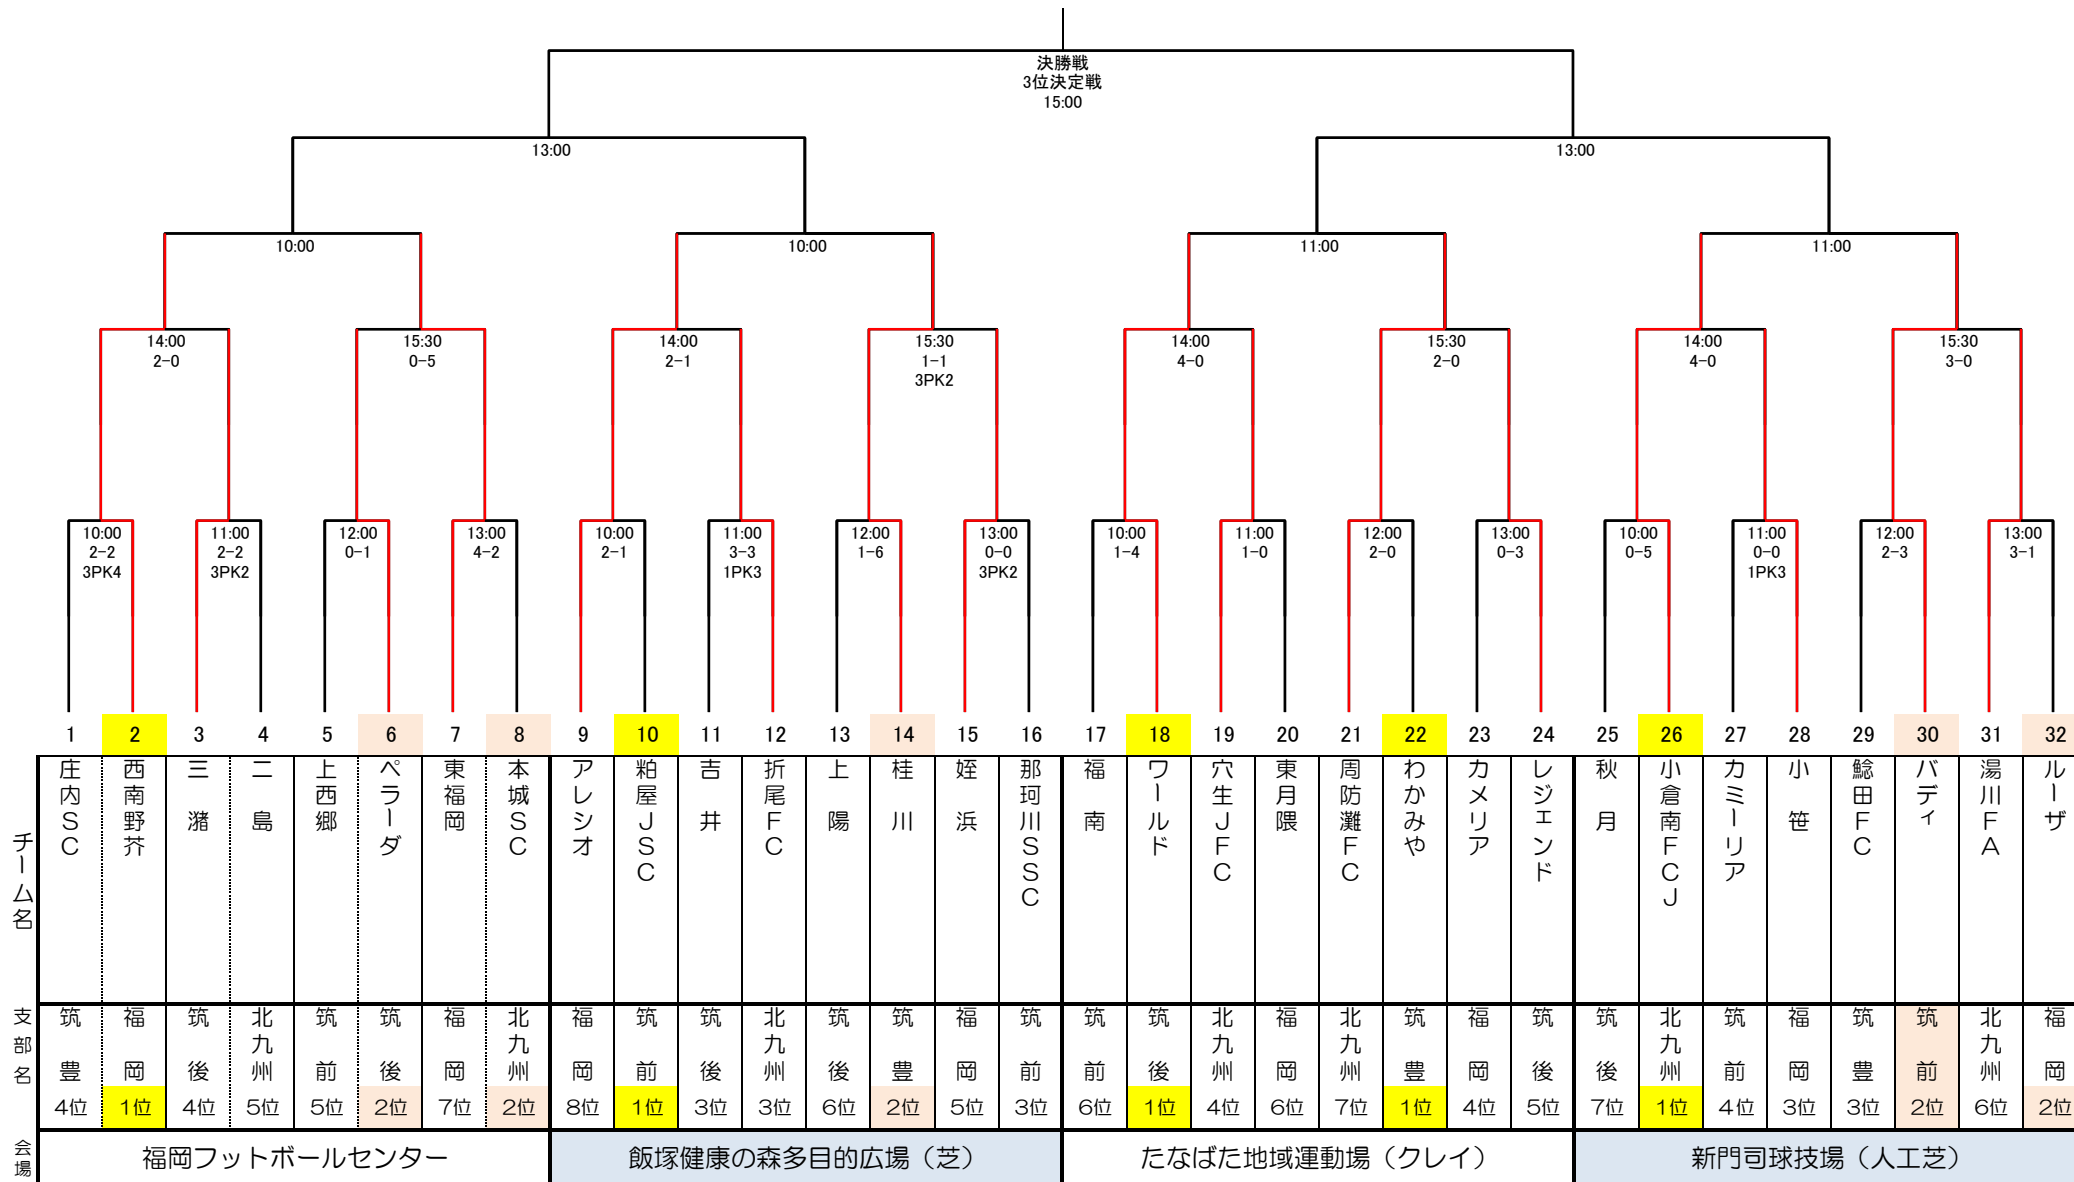 決勝戦
3位決定戦
15:00
13:00 13:00
10:00 10:00 11:00 11:00
14:00 15:30 14:00 15:30 14:00 15:30 14:00 15:30
2-0 0-5 2-1 1-1 4-0 2-0 4-0 3-0
3PK2
10:00 11:00 12:00 13:00 10:00 11:00 12:00 13:00 10:00 11:00 12:00 13:00 10:00 11:00 12:00 13:00
2-2 2-2 0-1 4-2 2-1 3-3 1-6 0-0 1-4 1-0 2-0 0-3 0-5 0-0 2-3 3-1
3PK4 3PK2 1PK3 3PK2 1PK3
1 2 3 4 5 6 7 8 9 10 11 12 13 14 15 16 17 18 19 20 21 22 23 24 25 26 27 28 29 30 31 32
チーム名
庄内SC
西南野芥
三潴
二島
上西郷
ペラーダ
東福岡
本城SC
アレシオ
粕屋JSC
吉井
折尾FC
上陽
桂川
姪浜
那珂川SSC
福南
ワールド
穴生JFC
東月隈
周防灘FC
わかみや
カメリア
レジェンド
秋月
小倉南FCJ
カミーリア
小笹
鯰田FC
バディ
湯川FA
ルーザ
支部名
筑豊 福岡 筑後 北九州 筑前 筑後 福岡 北九州 福岡 筑前 筑後 北九州 筑後 筑豊 福岡 筑前 筑前 筑後 北九州 福岡 北九州 筑豊 福岡 筑後 筑後 北九州 筑前 福岡 筑豊 筑前 北九州 福岡
4位 1位 4位 5位 5位 2位 7位 2位 8位 1位 3位 3位 6位 2位 5位 3位 6位 1位 4位 6位 7位 1位 4位 5位 7位 1位 4位 3位 3位 2位 6位 2位
会場
福岡フットボールセンター
飯塚健康の森多目的広場（芝）
たなばた地域運動場（クレイ）
新門司球技場（人工芝）